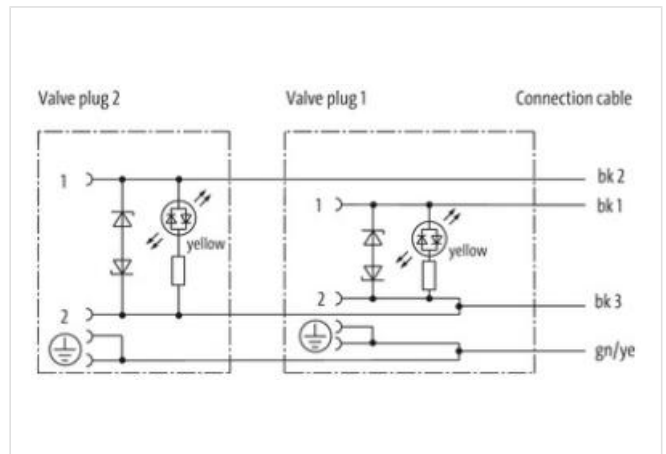 Valve plug 2 Valve plug 1 Connection cable
1 bk 2
1 bk 1
yellow yellow
2 2 bk 3
gn/ye